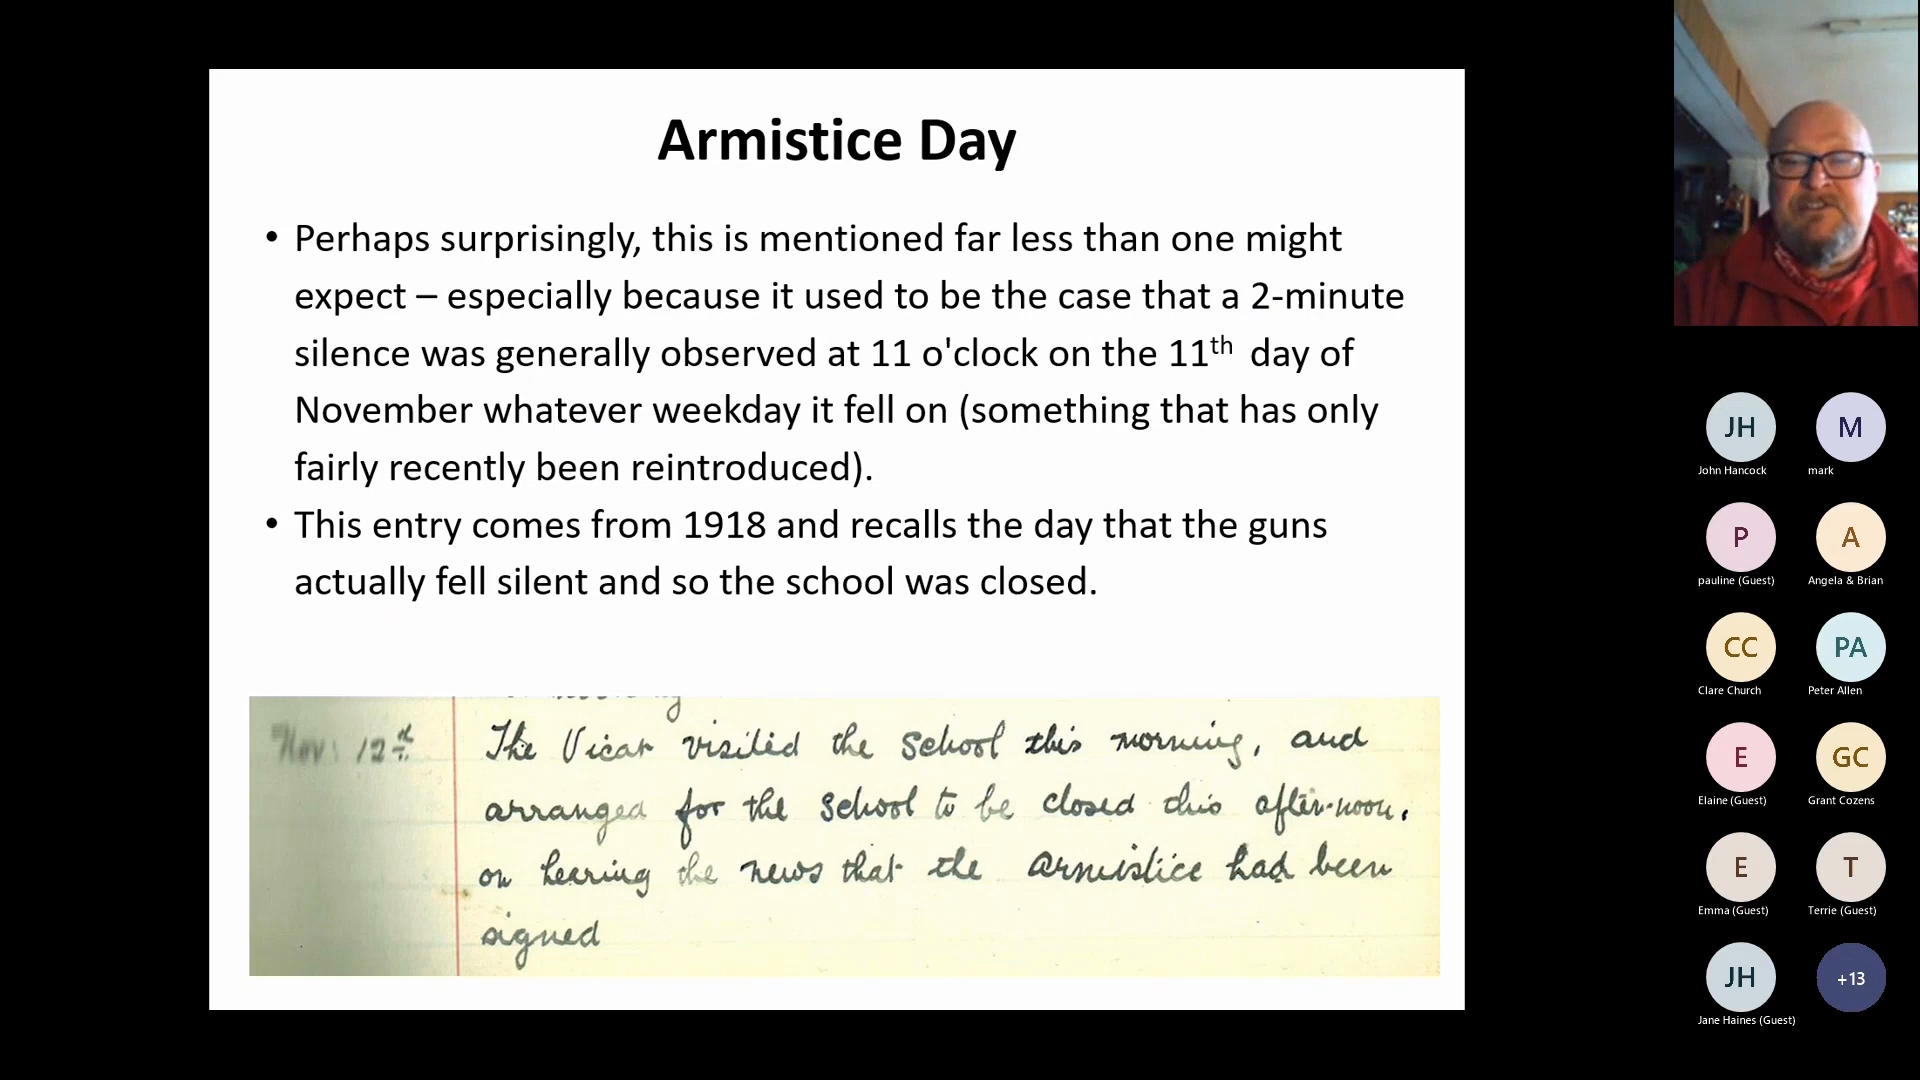 Armistice Day
• Perhaps surprisingly, this is mentioned far less than one might
expect – especially because it used to be the case that a 2-minute
silence was generally observed at 11 o'clock on the 11th day of
November whatever weekday it fell on (something that has only
fairly recently been reintroduced).
• This entry comes from 1918 and recalls the day that the guns
actually fell silent and so the school was closed.
Nov: 12th The Vicar visited the School this morning, and
arranged for the School to be closed this after-noon.
on hearing the news that the armistice had been
signed
JH M
John Hancock mark
P A
pauline (Guest) Angela & Brian
CC PA
Clare Church Peter Allen
E GC
Elaine (Guest) Grant Cozens
E T
Emma (Guest) Terrie (Guest)
JH +13
Jane Haines (Guest)